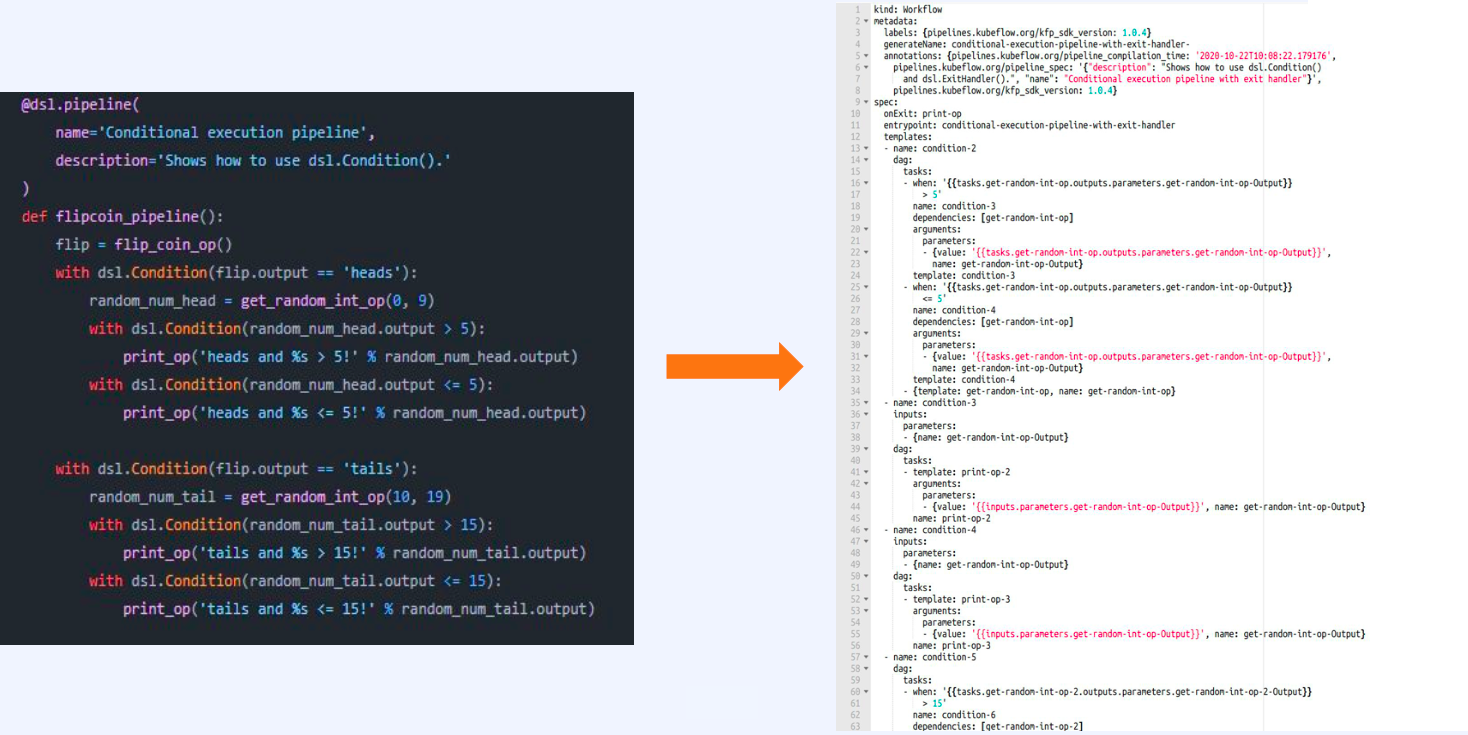 @dsl.pipeline(
    name='Conditional execution pipeline',
    description='Shows how to use dsl.Condition().'
)
def flipcoin_pipeline():
    flip = flip_coin_op()
    with dsl.Condition(flip.output == 'heads'):
        random_num_head = get_random_int_op(0, 9)
        with dsl.Condition(random_num_head.output > 5):
            print_op('heads and %s > 5!' % random_num_head.output)
        with dsl.Condition(random_num_head.output <= 5):
            print_op('heads and %s <= 5!' % random_num_head.output)
    with dsl.Condition(flip.output == 'tails'):
        random_num_tail = get_random_int_op(10, 19)
        with dsl.Condition(random_num_tail.output > 15):
            print_op('tails and %s > 15!' % random_num_tail.output)
        with dsl.Condition(random_num_tail.output <= 15):
            print_op('tails and %s <= 15!' % random_num_tail.output)
1 kind: Workflow
2 metadata:
3   labels: {pipelines.kubeflow.org/kfp_sdk_version: 1.0.4}
4   generateName: conditional-execution-pipeline-with-exit-handler-
5   annotations: {pipelines.kubeflow.org/pipeline_compilation_time: '2020-10-22T10:08:22.179176',
6     pipelines.kubeflow.org/pipeline_spec: '{"description": "Shows how to use dsl.Condition()
7       and dsl.ExitHandler().", "name": "Conditional execution pipeline with exit handler"}',
8     pipelines.kubeflow.org/kfp_sdk_version: 1.0.4}
9 spec:
10   onExit: print-op
11   entrypoint: conditional-execution-pipeline-with-exit-handler
12   templates:
13   - name: condition-2
14     dag:
15       tasks:
16       - when: '{{tasks.get-random-int-op.outputs.parameters.get-random-int-op-Output}}
17           > 5'
18         name: condition-3
19         dependencies: [get-random-int-op]
20         arguments:
21           parameters:
22           - {value: '{{tasks.get-random-int-op.outputs.parameters.get-random-int-op-Output}}',
23             name: get-random-int-op-Output}
24         template: condition-3
25       - when: '{{tasks.get-random-int-op.outputs.parameters.get-random-int-op-Output}}
26           <= 5'
27         name: condition-4
28         dependencies: [get-random-int-op]
29         arguments:
30           parameters:
31           - {value: '{{tasks.get-random-int-op.outputs.parameters.get-random-int-op-Output}}',
32             name: get-random-int-op-Output}
33         template: condition-4
34       - {template: get-random-int-op, name: get-random-int-op}
35   - name: condition-3
36     inputs:
37       parameters:
38       - {name: get-random-int-op-Output}
39     dag:
40       tasks:
41       - template: print-op-2
42         arguments:
43           parameters:
44           - {value: '{{inputs.parameters.get-random-int-op-Output}}', name: get-random-int-op-Output}
45         name: print-op-2
46   - name: condition-4
47     inputs:
48       parameters:
49       - {name: get-random-int-op-Output}
50     dag:
51       tasks:
52       - template: print-op-3
53         arguments:
54           parameters:
55           - {value: '{{inputs.parameters.get-random-int-op-Output}}', name: get-random-int-op-Output}
56         name: print-op-3
57   - name: condition-5
58     dag:
59       tasks:
60       - when: '{{tasks.get-random-int-op-2.outputs.parameters.get-random-int-op-2-Output}}
61           > 15'
62         name: condition-6
63         dependencies: [get-random-int-op-2]